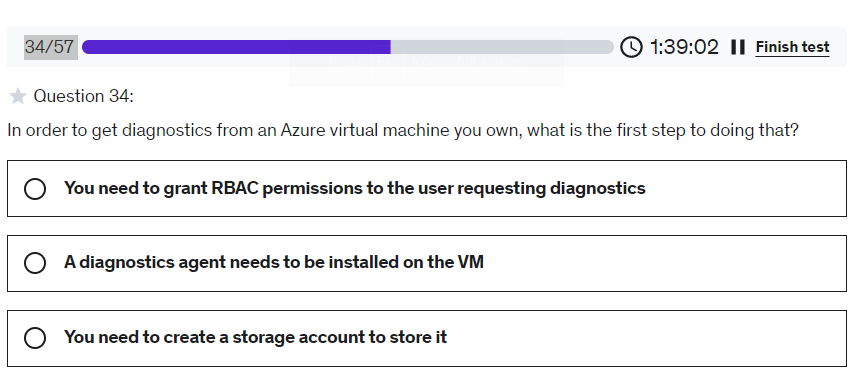 34/57 1:39:02 Finish test
Question 34:
In order to get diagnostics from an Azure virtual machine you own, what is the first step to doing that?
You need to grant RBAC permissions to the user requesting diagnostics
A diagnostics agent needs to be installed on the VM
You need to create a storage account to store it